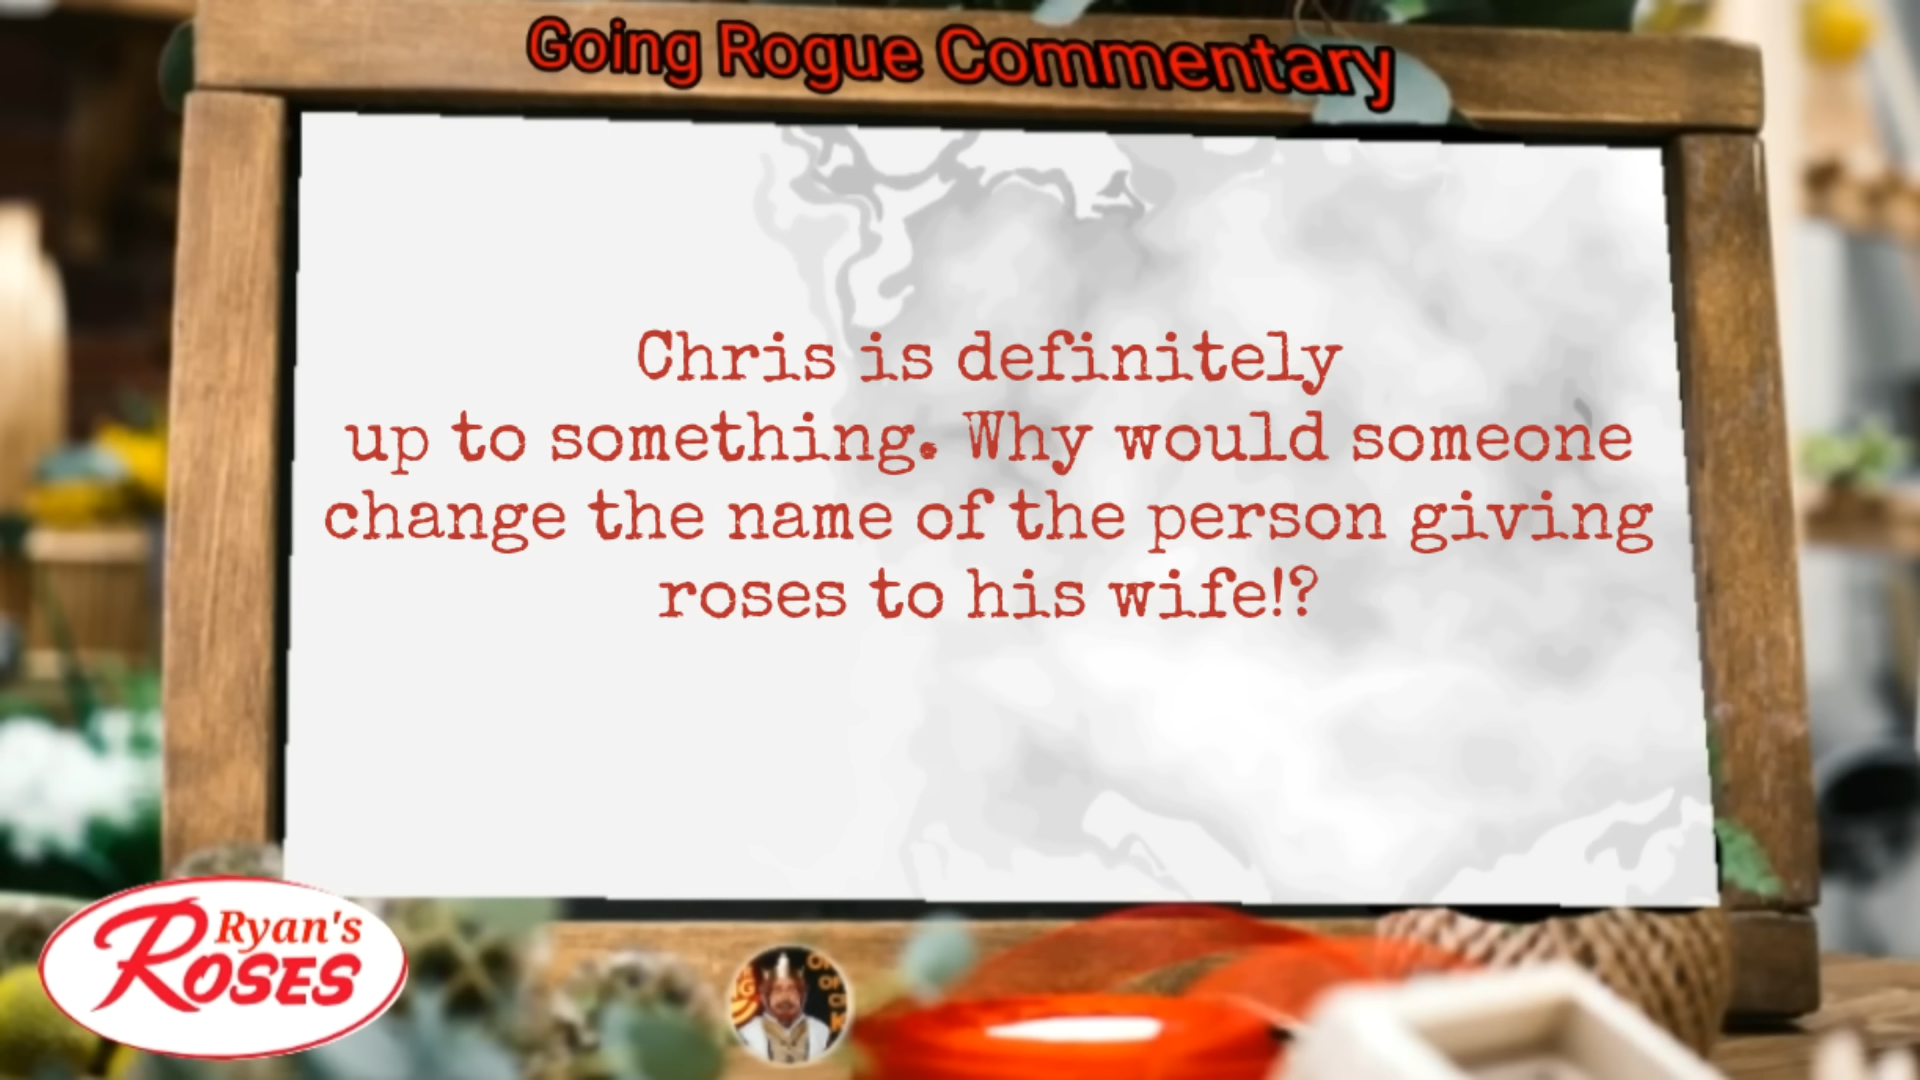 Going Rogue Commentary
Chris is definitely
up to something. Why would someone
change the name of the person giving
roses to his wife!?
Ryan's
Roses